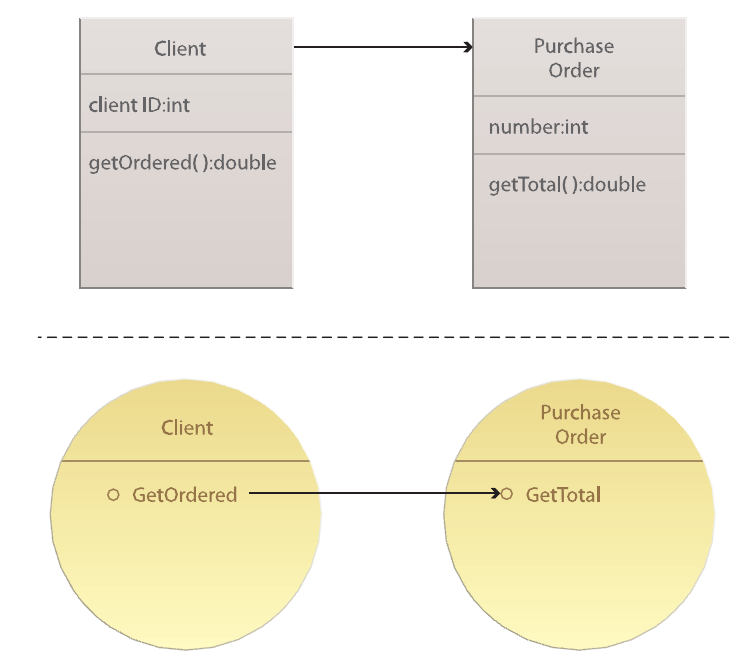 Client
Purchase
Order
client ID:int
number:int
getOrdered( ):double
getTotal( ):double
Client
Purchase
Order
GetOrdered
GetTotal